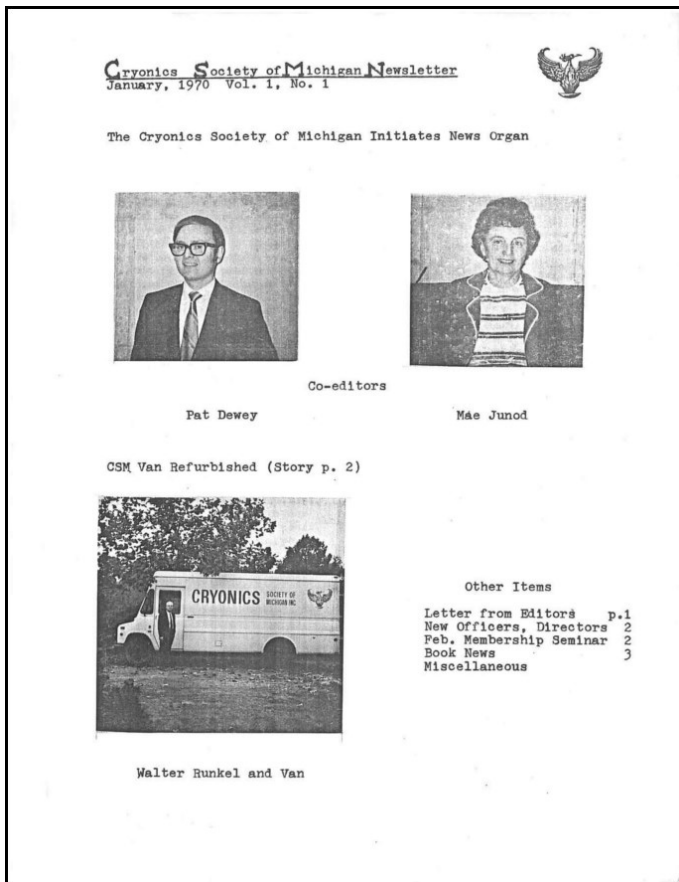 Cryonics Society of Michigan Newsletter
January, 1970 Vol. 1, No. 1
The Cryonics Society of Michigan Initiates News Organ
Co-editors
Pat Dewey
Mae Junod
CSM Van Refurbished (Story p. 2)
CRYONICS SOCIETY OF
MICHIGAN INC.
Other Items
Letter from Editors p.1
New Officers, Directors 2
Feb. Membership Seminar 2
Book News 3
Miscellaneous
Walter Runkel and Van